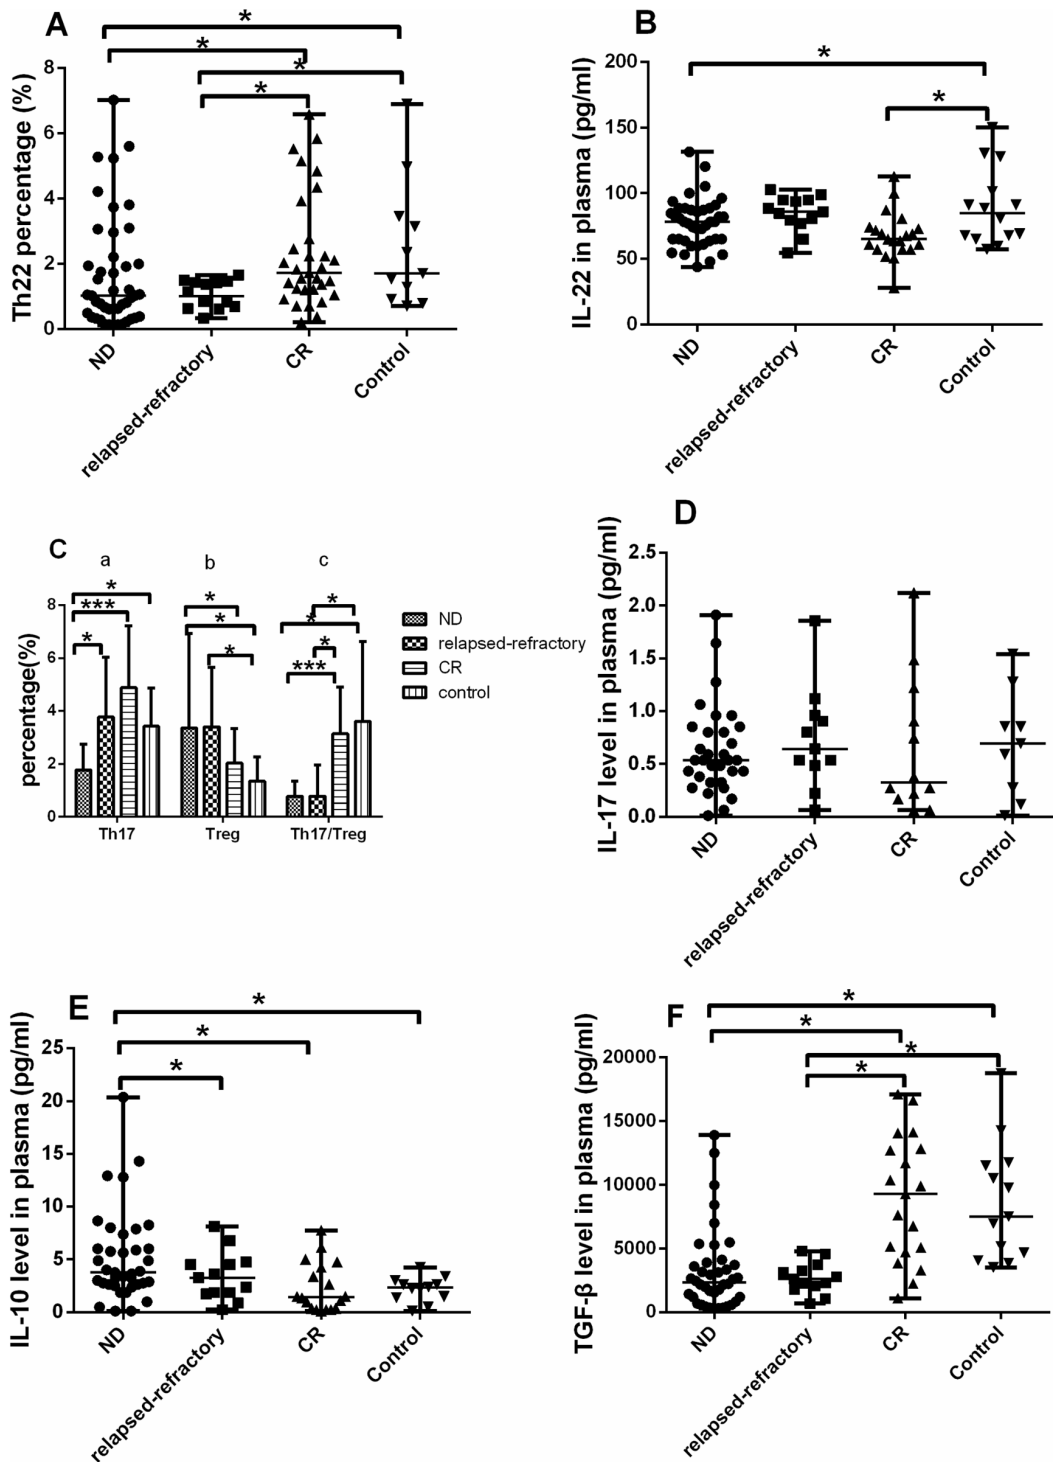 A
*
*
*
*
Th22 percentage (%)
8
6
4
2
0
ND
relapsed-refractory
CR
Control
B
*
*
IL-22 in plasma (pg/ml)
200
150
100
50
0
ND
relapsed-refractory
CR
Control
C
a
b
c
*
***
*
*
*
*
*
*
*
***
percentage(%)
8
6
4
2
0
Th17
Treg
Th17/Treg
ND
relapsed-refractory
CR
control
D
IL-17 level in plasma (pg/ml)
2.5
2.0
1.5
1.0
0.5
0.0
ND
relapsed-refractory
CR
Control
E
*
*
*
IL-10 level in plasma (pg/ml)
25
20
15
10
5
0
ND
relapsed-refractory
CR
Control
F
*
*
*
*
TGF-β level in plasma (pg/ml)
20000
15000
10000
5000
0
ND
relapsed-refractory
CR
Control